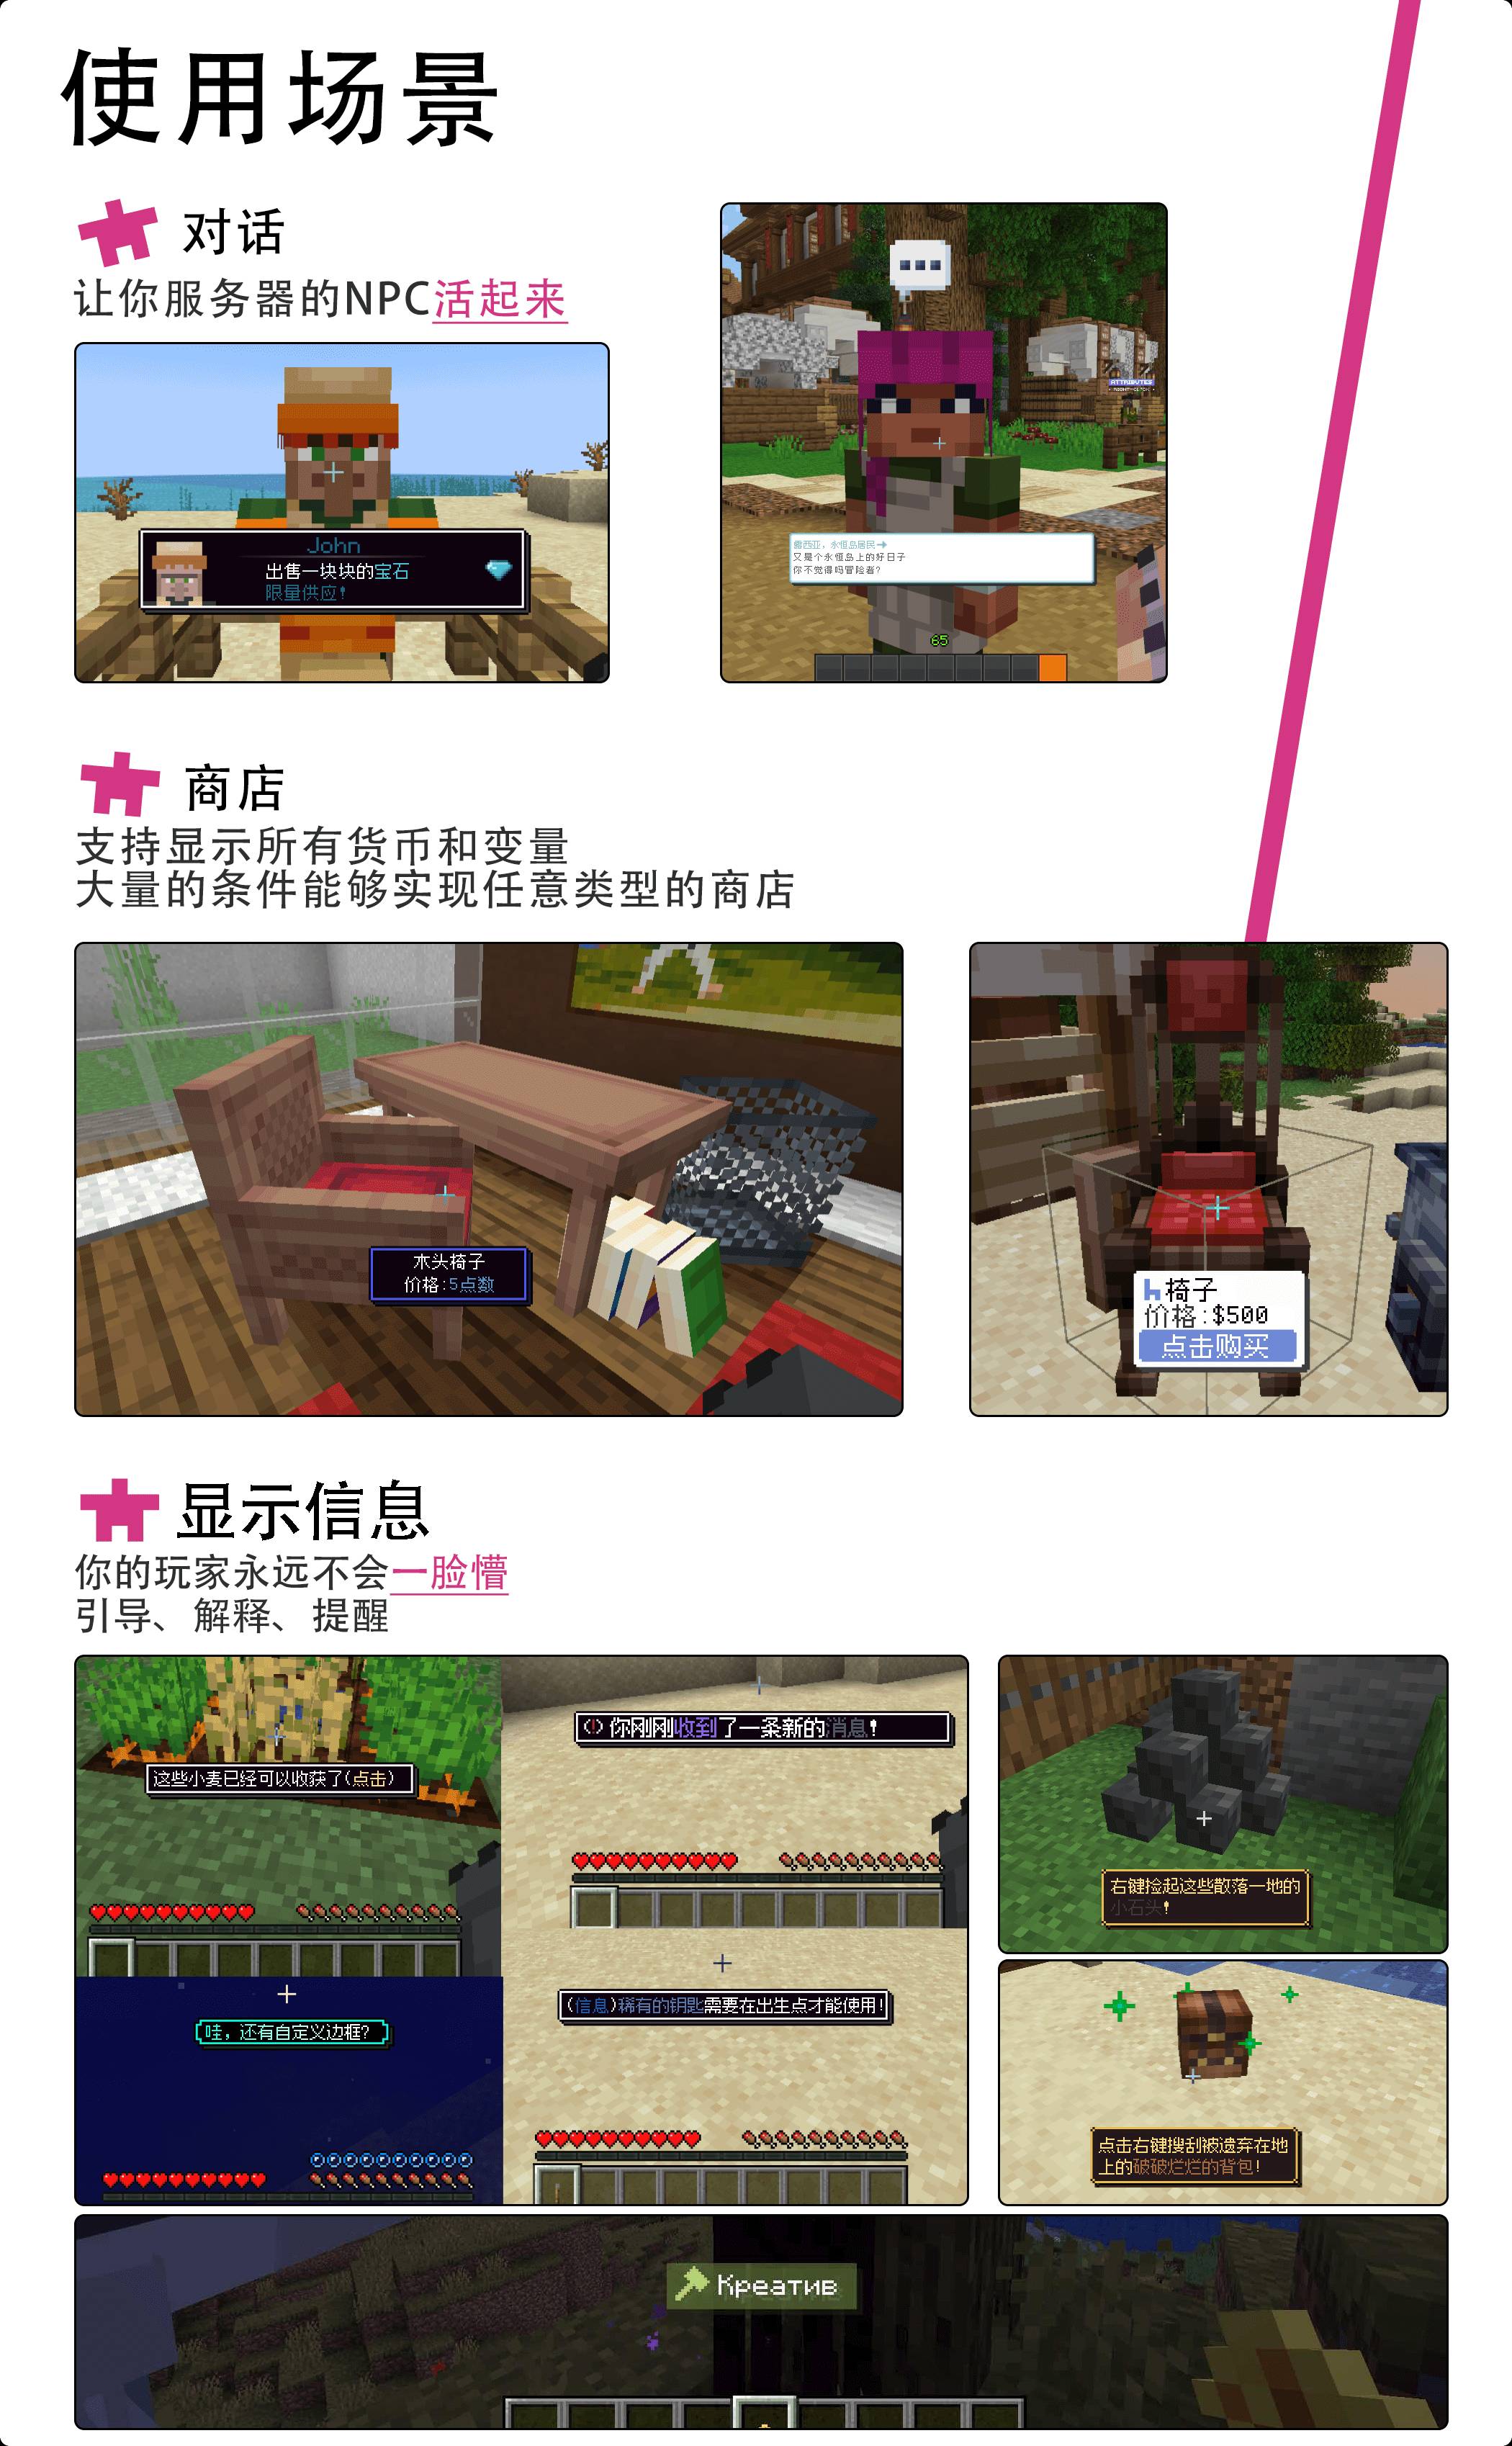 使用场景
对话
让你服务器的NPC活起来
John
出售一块块的宝石
限量供应!
ATTRIBUTES
雷西亚,永恒岛居民→
又是个永恒岛上的好日子
你不觉得吗冒险者?
65
商店
支持显示所有货币和变量
大量的条件能够实现任意类型的商店
木头椅子
价格:5点数
椅子
价格:$500
点击购买
显示信息
你的玩家永远不会一脸懵
引导、解释、提醒
这些小麦已经可以收获了(点击)
(!)你刚刚收到了一条新的消息!
哇,还有自定义边框?
(信息)稀有的钥匙需要在出生点才能使用!
右键捡起这些散落一地的
小石头!
点击右键搜刮被遗弃在地
上的破破烂烂的背包!
Креатив